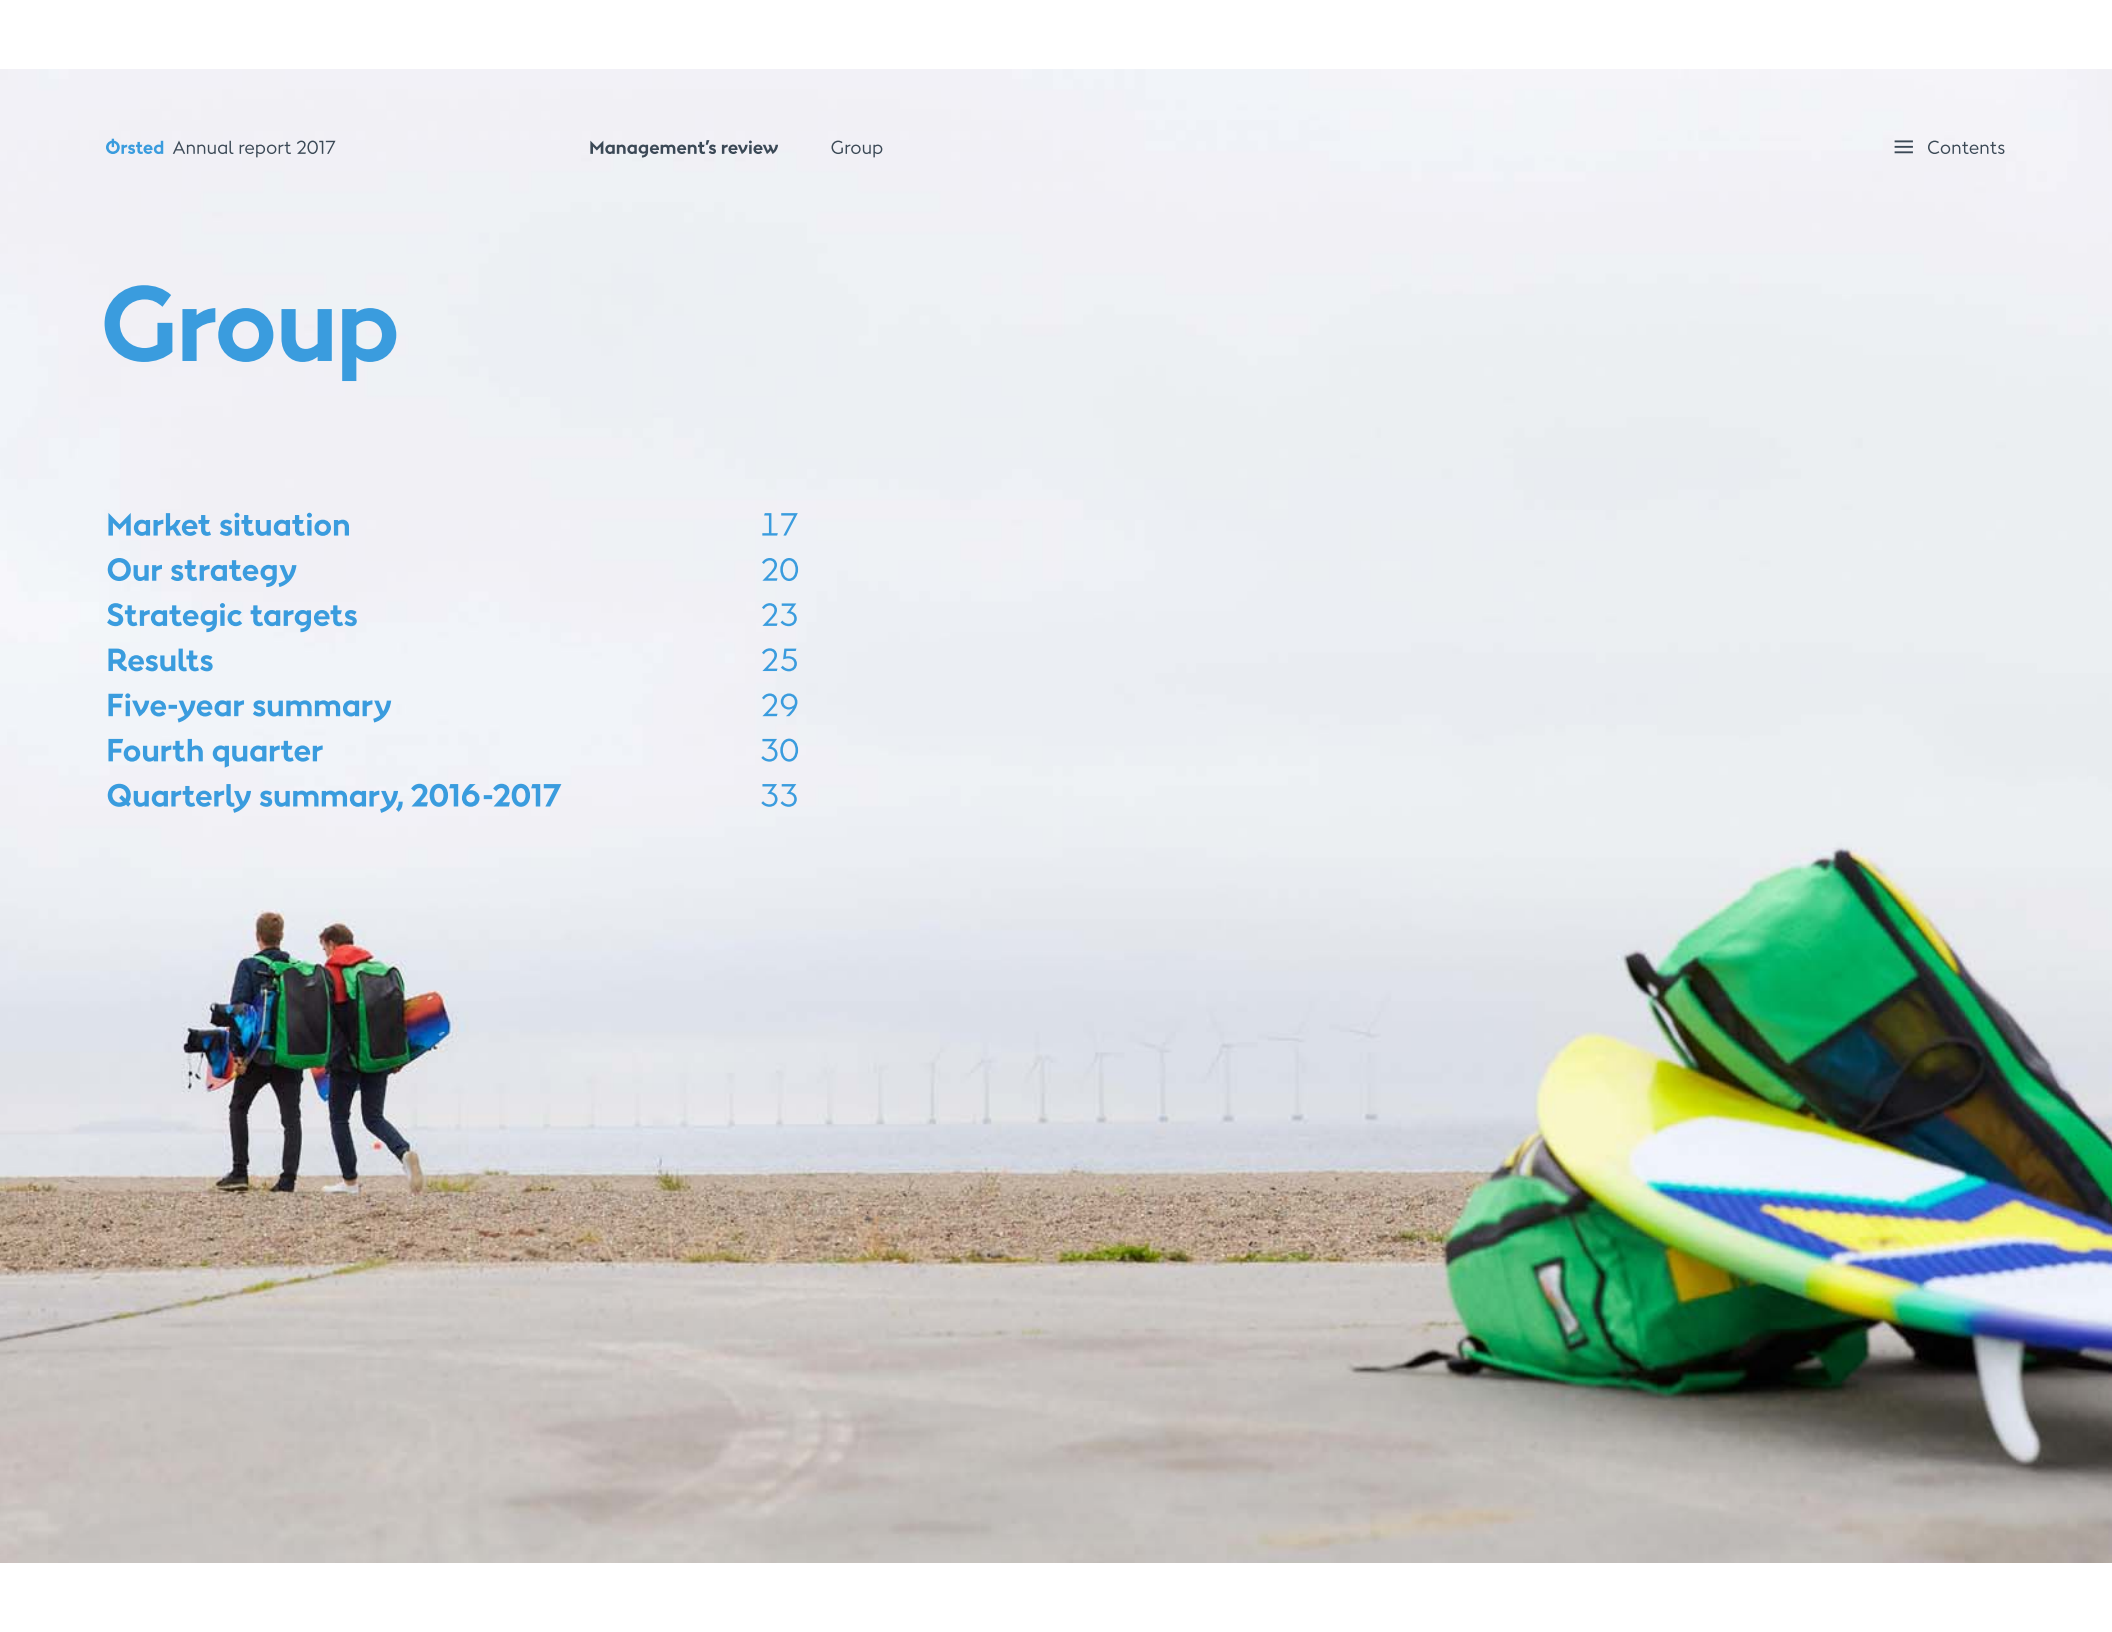 Ørsted Annual report 2017 Management's review Group Contents
Group
Market situation 17
Our strategy 20
Strategic targets 23
Results 25
Five-year summary 29
Fourth quarter 30
Quarterly summary, 2016-2017 33